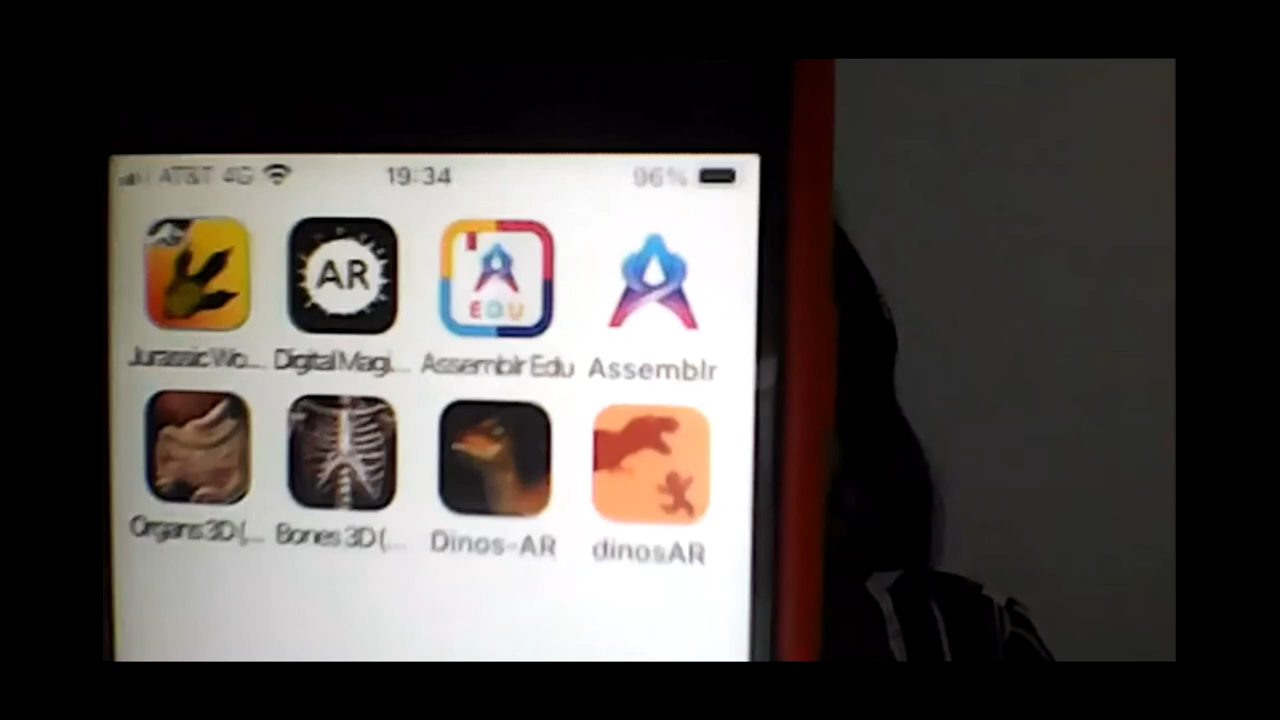 AT&T 4G 19:34 96%
AR
EDU
Jurassic Wo... Digital Magi... Assemblr Edu Assemblr
Organs 3D (... Bones 3D (... Dinos-AR dinosAR